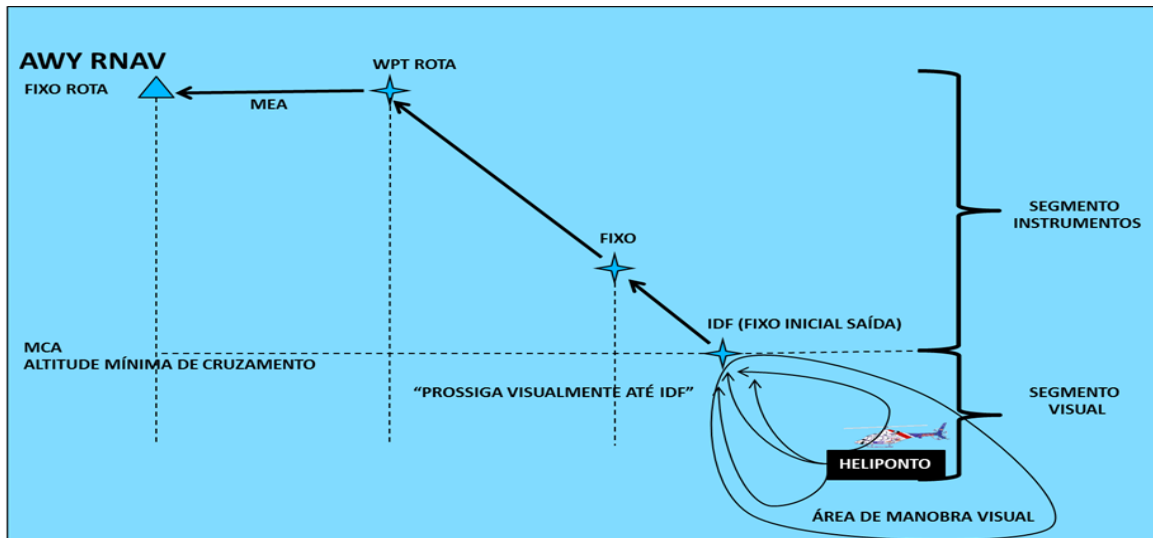 AWY RNAV
FIXO ROTA
WPT ROTA
MEA
SEGMENTO
INSTRUMENTOS
FIXO
IDF (FIXO INICIAL SAÍDA)
MCA
ALTITUDE MÍNIMA DE CRUZAMENTO
“PROSSIGA VISUALMENTE ATÉ IDF”
SEGMENTO
VISUAL
HELIPONTO
ÁREA DE MANOBRA VISUAL